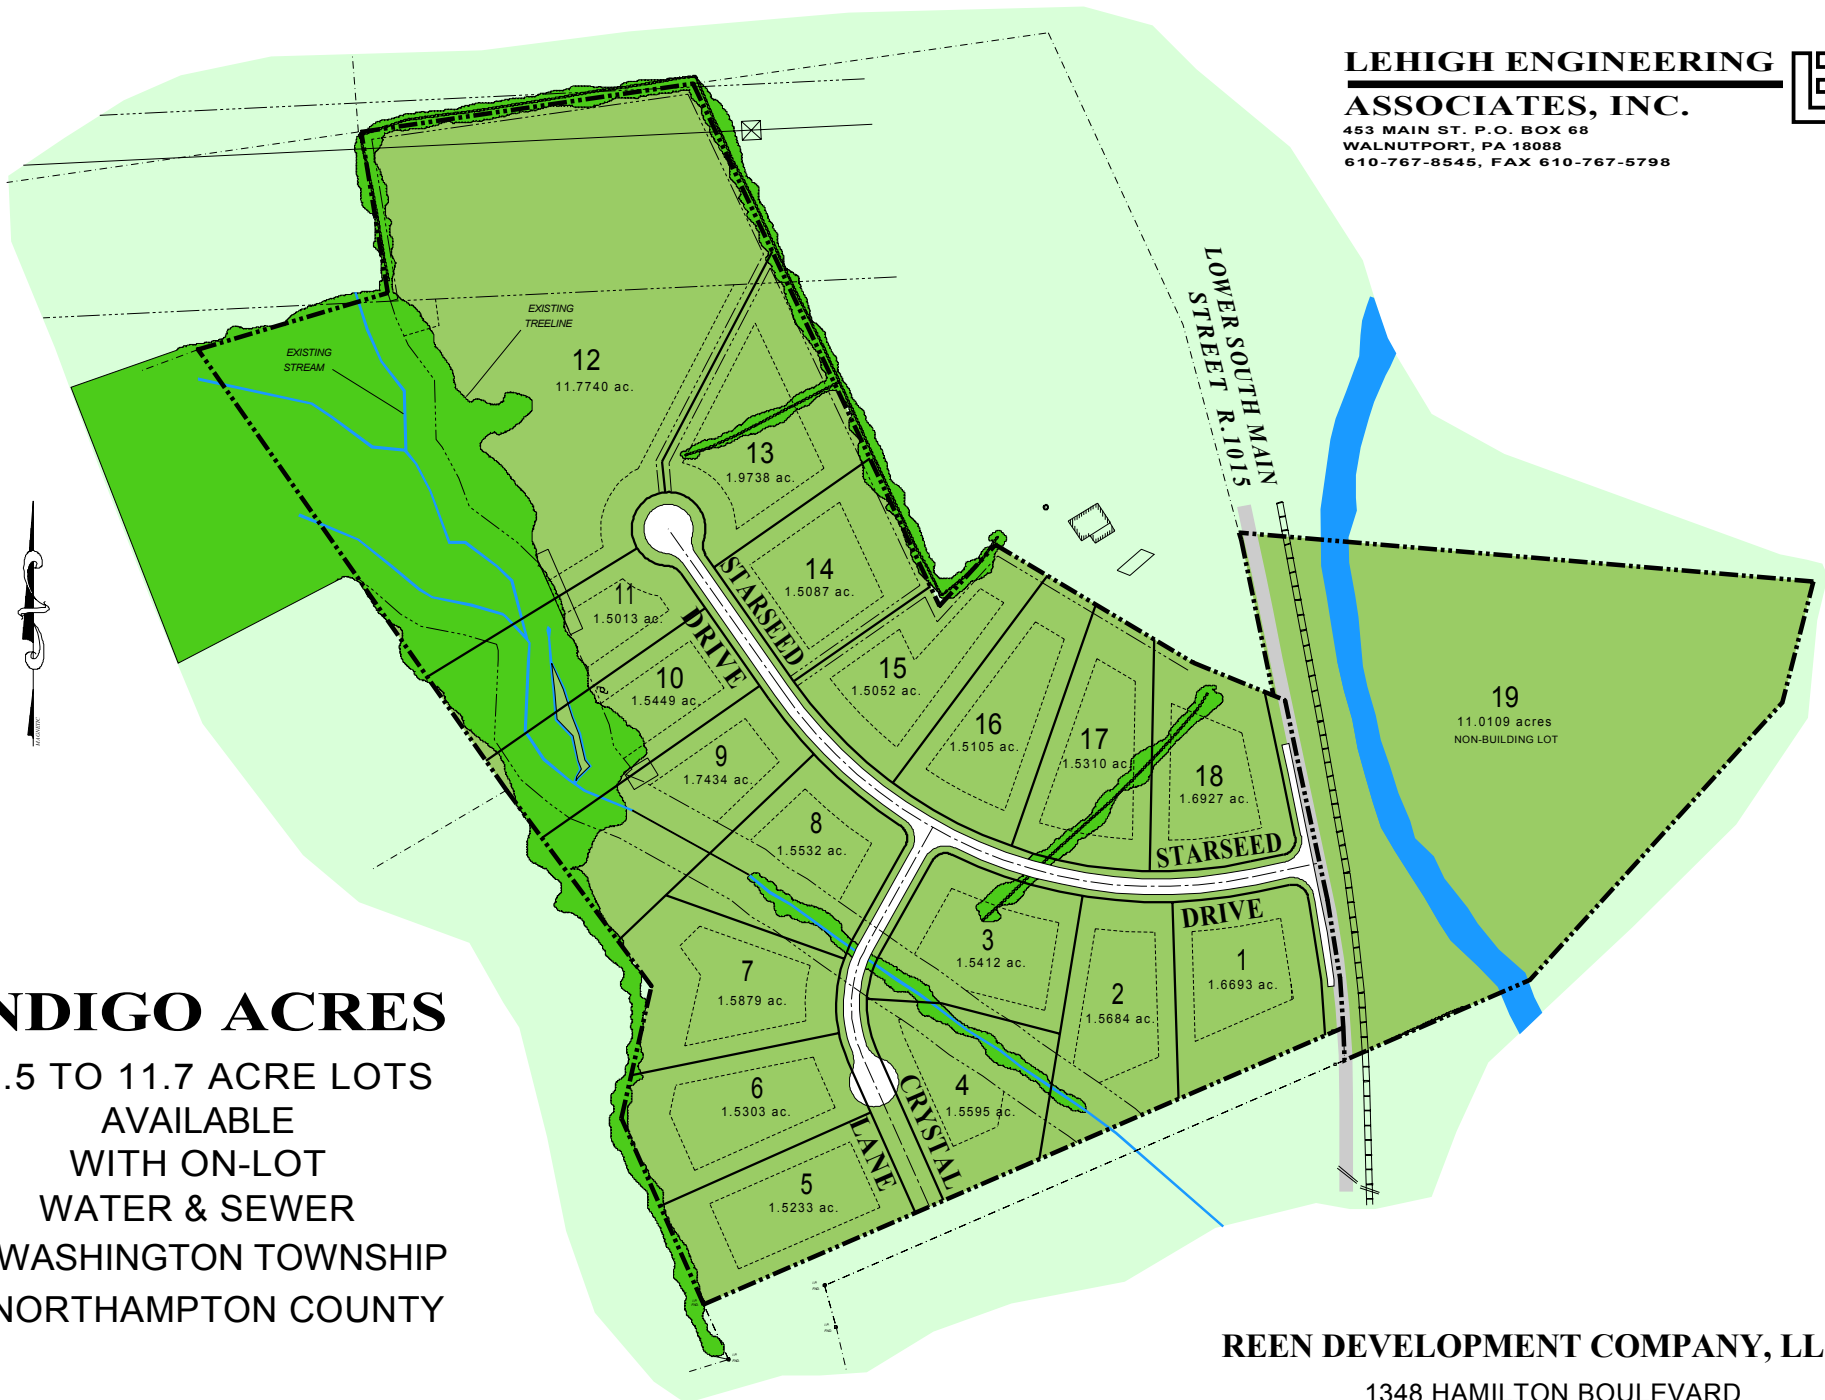 LEHIGH ENGINEERING
ASSOCIATES, INC.
453 MAIN ST. P.O. BOX 68
WALNUTPORT, PA 18088
610-767-8545, FAX 610-767-5798
LOWER SOUTH MAIN
STREET R.1015
EXISTING
TREELINE
EXISTING
STREAM
12
11.7740 ac.
13
1.9738 ac.
14
1.5087 ac.
STARSEED
DRIVE
11
1.5013 ac.
10
1.5449 ac.
15
1.5052 ac.
16
1.5105 ac.
17
1.5310 ac.
18
1.6927 ac.
19
11.0109 acres
NON-BUILDING LOT
9
1.7434 ac.
8
1.5532 ac.
STARSEED
DRIVE
7
1.5879 ac.
3
1.5412 ac.
2
1.5684 ac.
1
1.6693 ac.
6
1.5303 ac.
4
1.5595 ac.
CRYSTAL
LANE
5
1.5233 ac.
MAGNETIC
NDIGO ACRES
.5 TO 11.7 ACRE LOTS
AVAILABLE
WITH ON-LOT
WATER & SEWER
WASHINGTON TOWNSHIP
NORTHAMPTON COUNTY
REEN DEVELOPMENT COMPANY, LL
1348 HAMILTON BOULEVARD